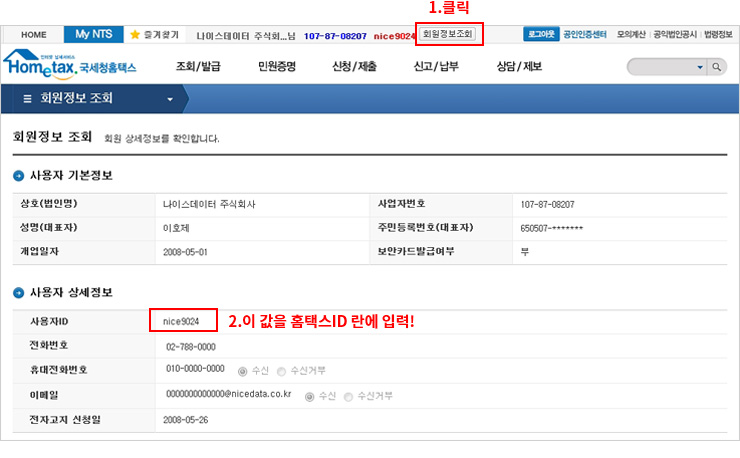 1.클릭
HOME My NTS 즐겨찾기 나이스데이터 주식회...님 107-87-08207 nice9024 회원정보조회 로그아웃 공인인증센터 모의계산 공익법인공시 법령정보
Hometax. 국세청홈택스 조회/발급 민원증명 신청/제출 신고/납부 상담/제보
회원정보 조회
회원정보 조회 회원 상세정보를 확인합니다.
사용자 기본정보
상호(법인명) 나이스데이터 주식회사 사업자번호 107-87-08207
성명(대표자) 이호제 주민등록번호(대표자) 650507-*******
개업일자 2008-05-01 보안카드발급여부 부
사용자 상세정보
사용자ID nice9024 2.이 값을 홈택스ID 란에 입력!
전화번호 02-788-0000
휴대전화번호 010-0000-0000 수신 수신거부
이메일 0000000000000@nicedata.co.kr 수신 수신거부
전자고지 신청일 2008-05-26